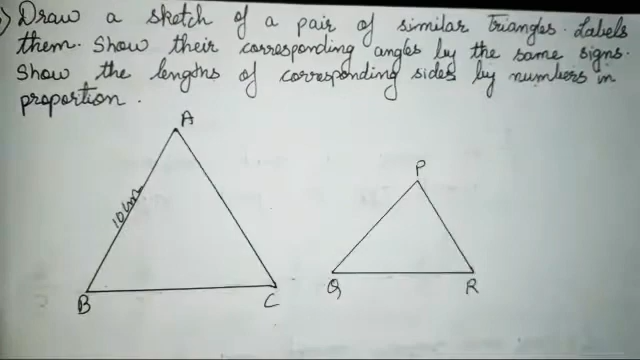 Draw a sketch of a pair of similar triangles. Labels
them. Show their corresponding angles by the same signs.
Show the lengths of corresponding sides by numbers in
proportion.
A
P
10cm
Q
R
B
C